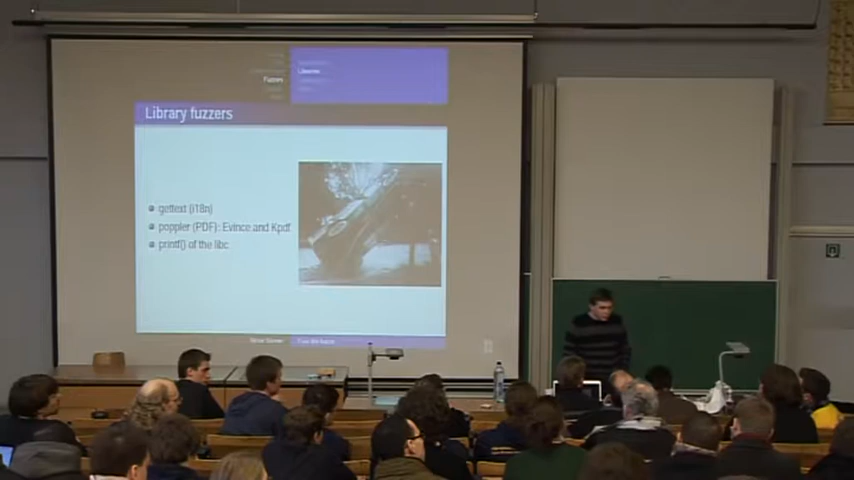 Fuzzers
Libraries
Library fuzzers
gettext (i18n)
poppler (PDF): Evince and Kpdf
printf() of the libc